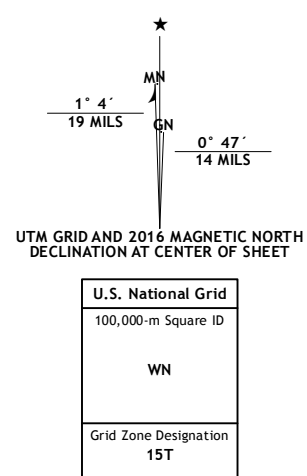 ★
MN
GN
1° 4´
19 MILS
0° 47´
14 MILS
UTM GRID AND 2016 MAGNETIC NORTH
DECLINATION AT CENTER OF SHEET
U.S. National Grid
100,000-m Square ID
WN
Grid Zone Designation
15T